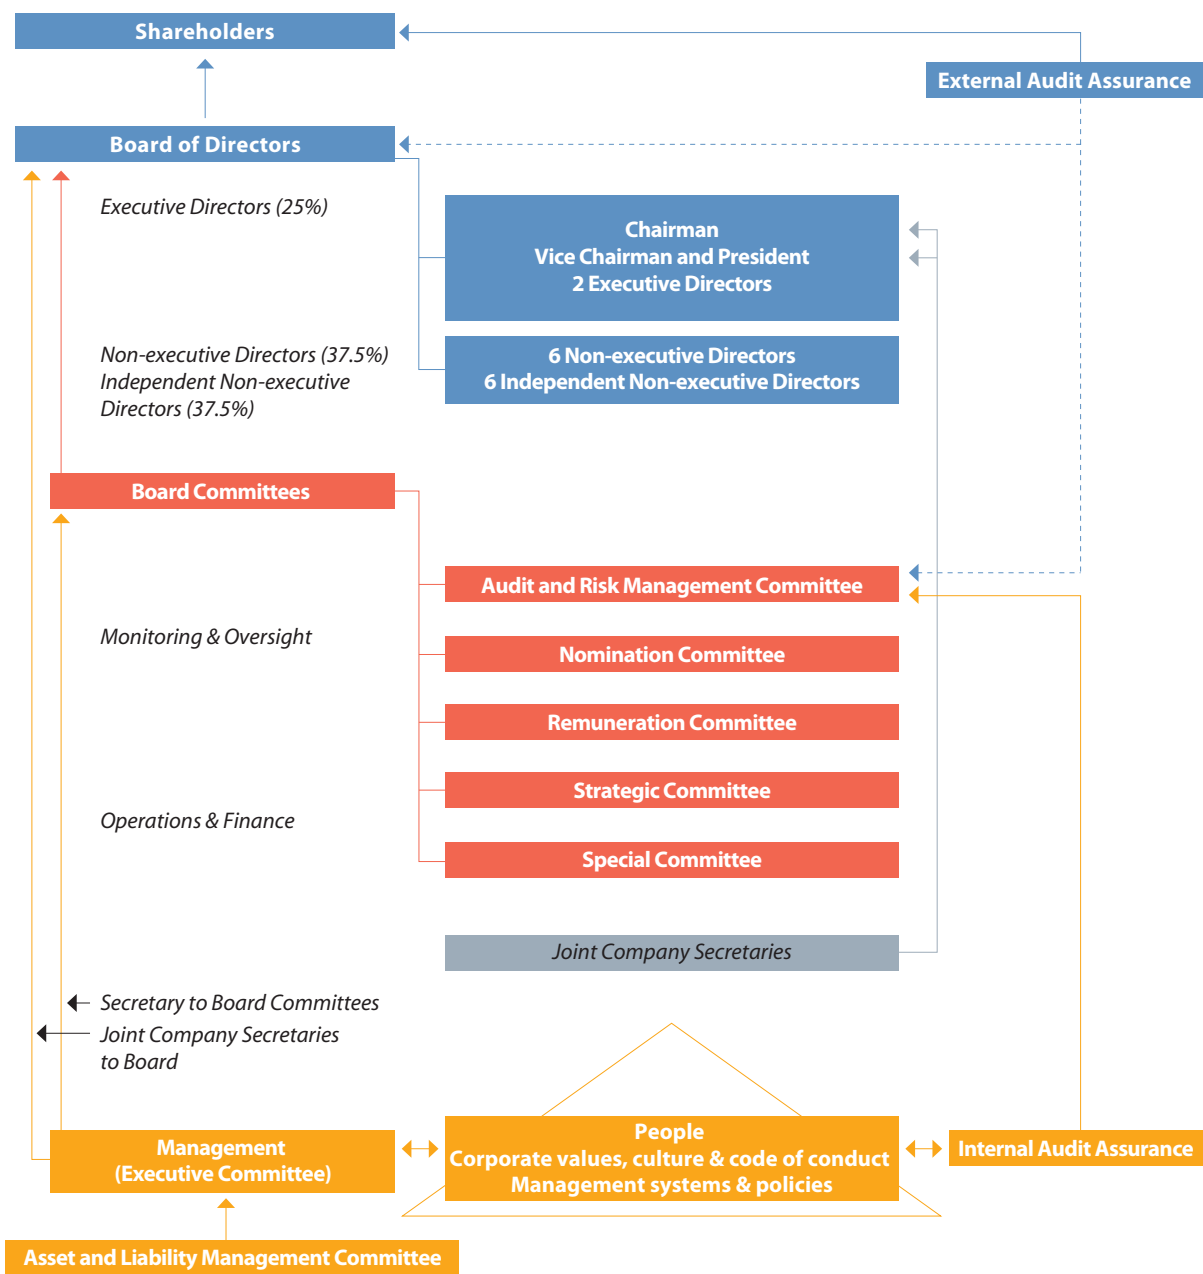 Shareholders
External Audit Assurance
Board of Directors
Executive Directors (25%)
Chairman
Vice Chairman and President
2 Executive Directors
Non-executive Directors (37.5%)
Independent Non-executive
Directors (37.5%)
6 Non-executive Directors
6 Independent Non-executive Directors
Board Committees
Audit and Risk Management Committee
Monitoring & Oversight
Nomination Committee
Remuneration Committee
Strategic Committee
Operations & Finance
Special Committee
Joint Company Secretaries
Secretary to Board Committees
Joint Company Secretaries
to Board
Management
(Executive Committee)
People
Corporate values, culture & code of conduct
Management systems & policies
Internal Audit Assurance
Asset and Liability Management Committee